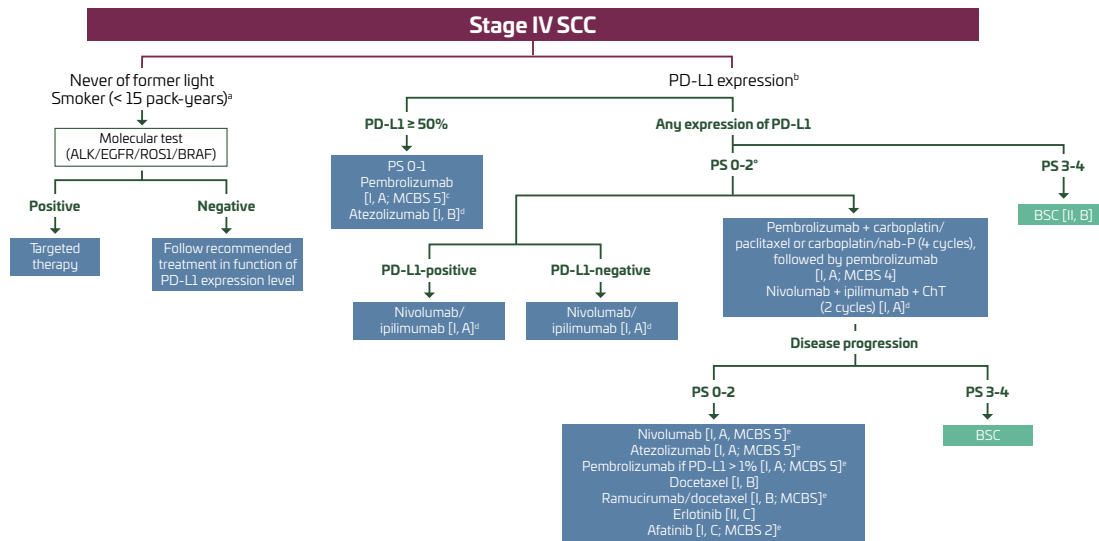 Stage IV SCC
Never of former light
Smoker (< 15 pack-years)ᵃ
Molecular test
(ALK/EGFR/ROS1/BRAF)
Positive
Negative
Targeted
therapy
Follow recommended
treatment in function of
PD-L1 expression level
PD-L1 expressionᵇ
PD-L1 ≥ 50%
Any expression of PD-L1
PS 0-1
Pembrolizumab
[I, A; MCBS 5]ᶜ
Atezolizumab [I, B]ᵈ
PS 0-2°
PS 3-4
BSC [II, B]
PD-L1-positive
PD-L1-negative
Nivolumab/
ipilimumab [I, A]ᵈ
Nivolumab/
ipilimumab [I, A]ᵈ
Pembrolizumab + carboplatin/
paclitaxel or carboplatin/nab-P (4 cycles),
followed by pembrolizumab
[I, A; MCBS 4]
Nivolumab + ipilimumab + ChT
(2 cycles) [I, A]ᵈ
Disease progression
PS 0-2
PS 3-4
Nivolumab [I, A, MCBS 5]ᵉ
Atezolizumab [I, A; MCBS 5]ᵉ
Pembrolizumab if PD-L1 > 1% [I, A; MCBS 5]ᵉ
Docetaxel [I, B]
Ramucirumab/docetaxel [I, B; MCBS]ᵉ
Erlotinib [II, C]
Afatinib [I, C; MCBS 2]ᵉ
BSC